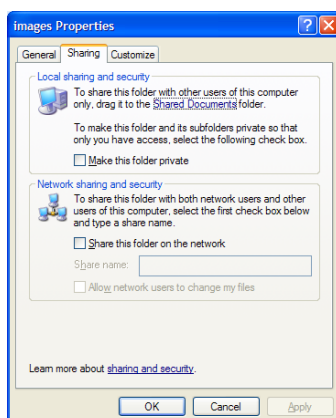 images Properties
General Sharing Customize
Local sharing and security
To share this folder with other users of this computer
only, drag it to the Shared Documents folder.
To make this folder and its subfolders private so that
only you have access, select the following check box.
Make this folder private
Network sharing and security
To share this folder with both network users and other
users of this computer, select the first check box below
and type a share name.
Share this folder on the network
Share name:
Allow network users to change my files
Learn more about sharing and security.
OK Cancel Apply